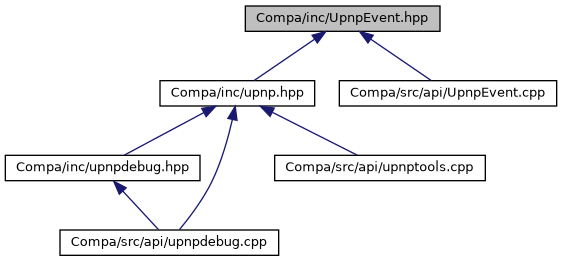 Compa/inc/UpnpEvent.hpp
Compa/inc/upnp.hpp
Compa/src/api/UpnpEvent.cpp
Compa/inc/upnpdebug.hpp
Compa/src/api/upnptools.cpp
Compa/src/api/upnpdebug.cpp